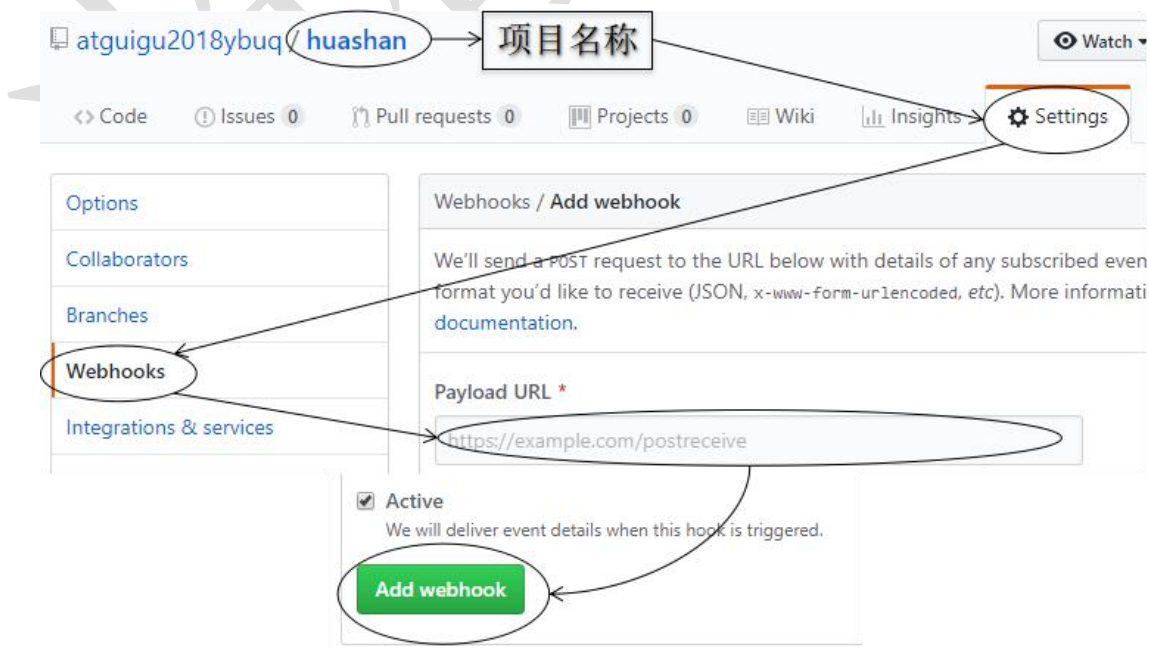 atguigu2018ybuq / huashan
项目名称
Watch
Code
Issues 0
Pull requests 0
Projects 0
Wiki
Insights
Settings
Options
Collaborators
Branches
Webhooks
Integrations & services
Webhooks / Add webhook
We'll send a POST request to the URL below with details of any subscribed even
format you'd like to receive (JSON, x-www-form-urlencoded, etc). More informati
documentation.
Payload URL *
https://example.com/postreceive
Active
We will deliver event details when this hook is triggered.
Add webhook